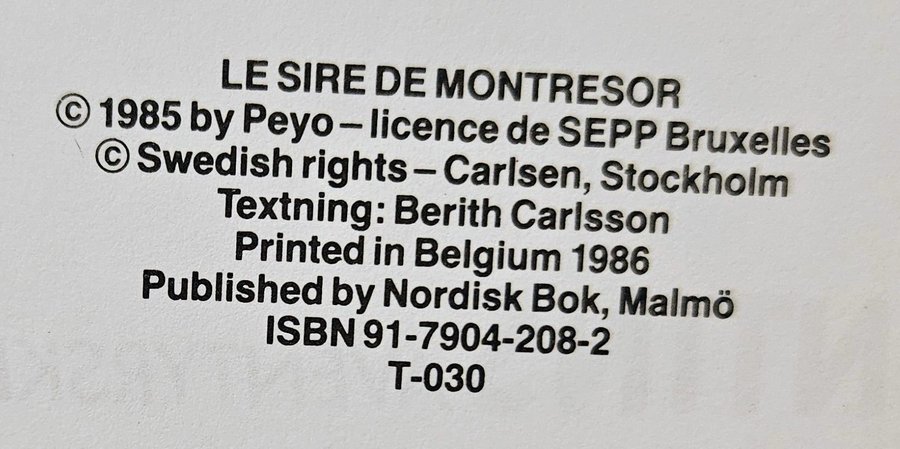 LE SIRE DE MONTRESOR
© 1985 by Peyo – licence de SEPP Bruxelles
© Swedish rights – Carlsen, Stockholm
Textning: Berith Carlsson
Printed in Belgium 1986
Published by Nordisk Bok, Malmö
ISBN 91-7904-208-2
T-030